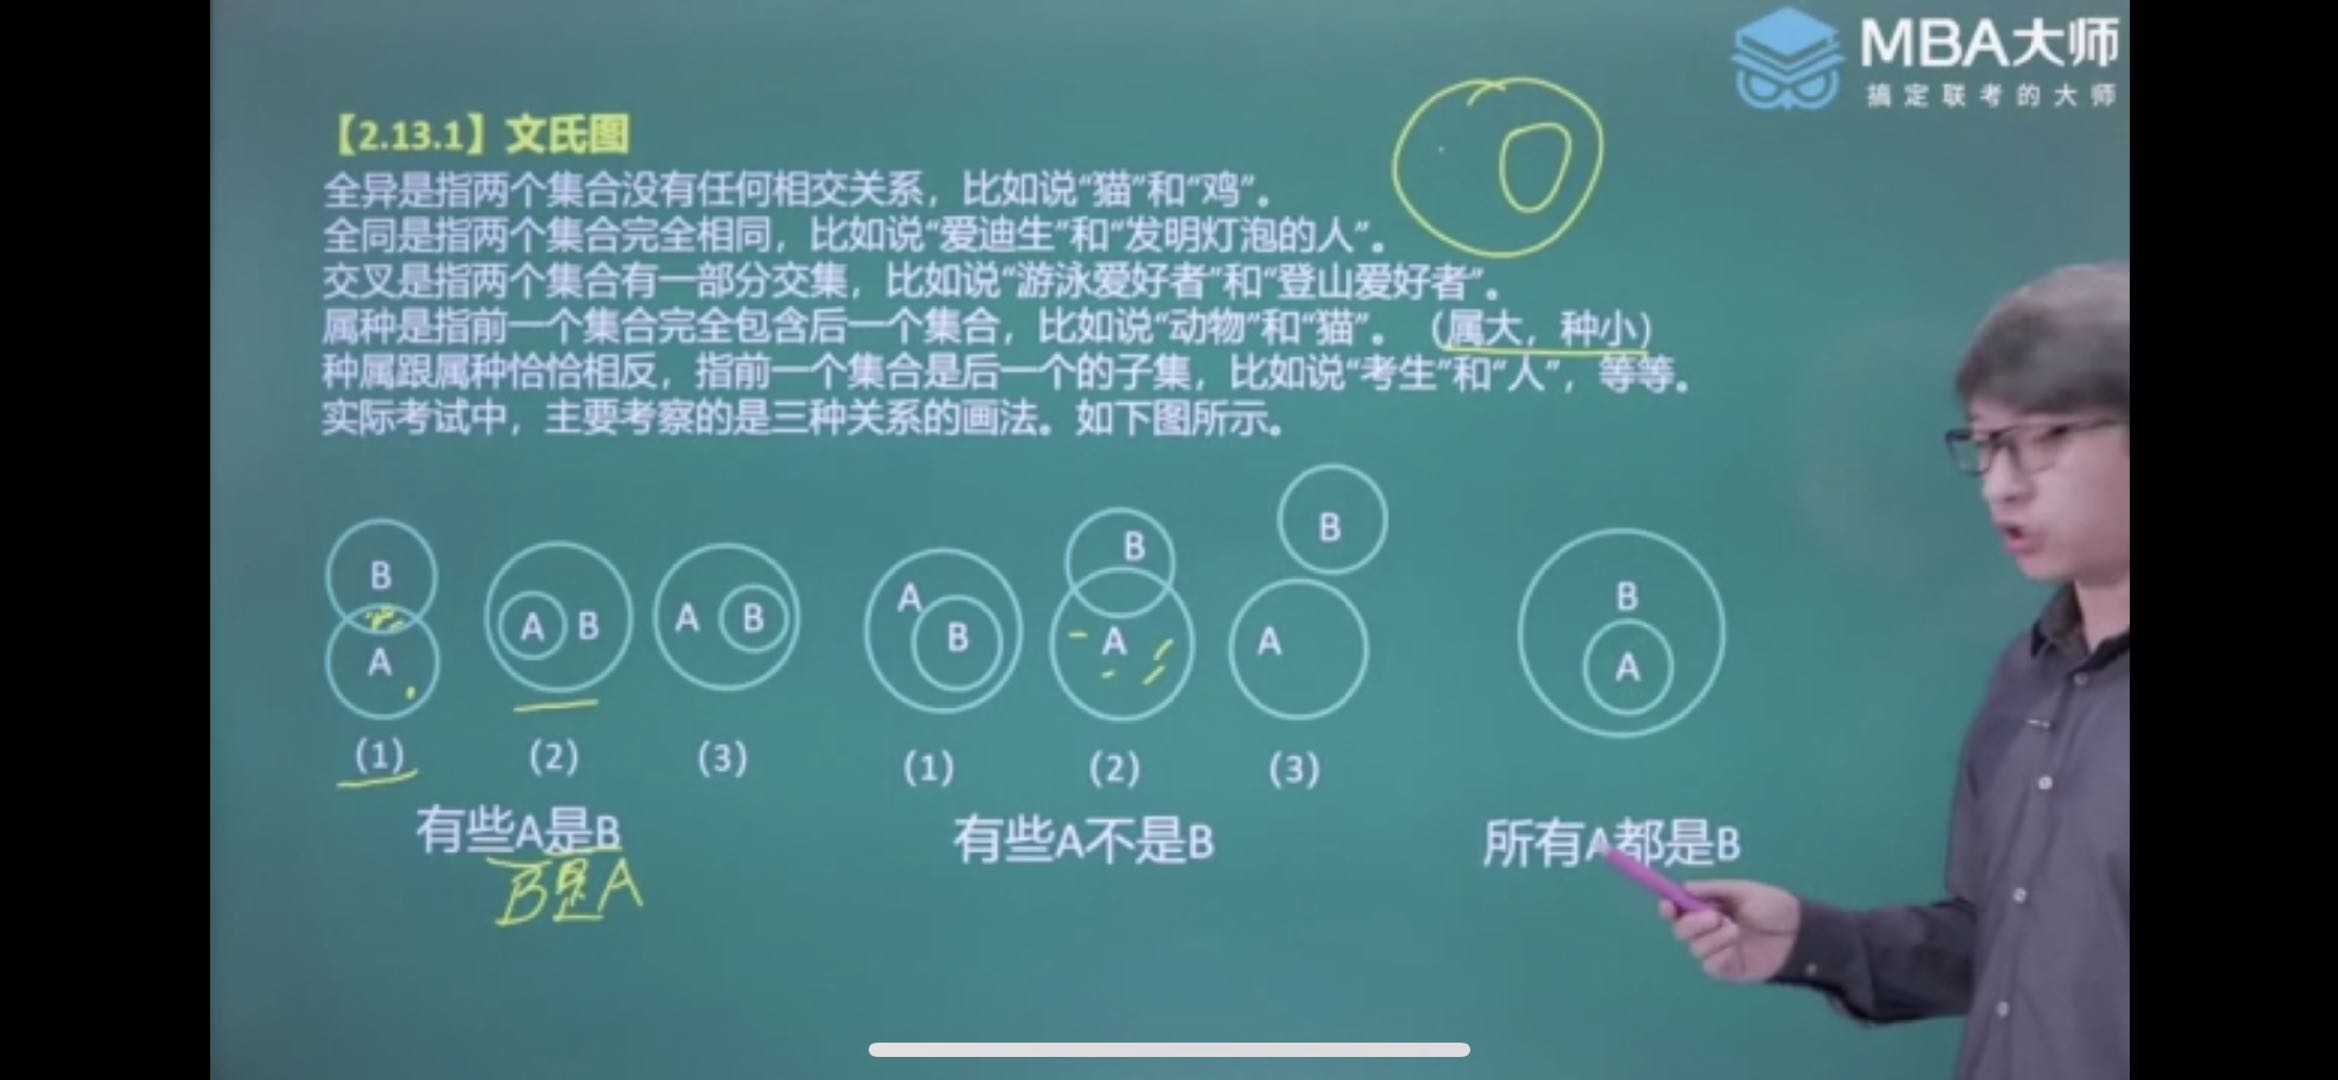 MBA大师
搞定联考的大师
【2.13.1】文氏图
全异是指两个集合没有任何相交关系，比如说“猫”和“鸡”。
全同是指两个集合完全相同，比如说“爱迪生”和“发明灯泡的人”。
交叉是指两个集合有一部分交集，比如说“游泳爱好者”和“登山爱好者”。
属种是指前一个集合完全包含后一个集合，比如说“动物”和“猫”。（属大，种小）
种属跟属种恰恰相反，指前一个集合是后一个的子集，比如说“考生”和“人”，等等。
实际考试中，主要考察的是三种关系的画法。如下图所示。
B
A
(1)
A B
(2)
A B
(3)
有些A是B
B是A
A
B
(1)
B
A
(2)
B
A
(3)
有些A不是B
B
A
所有A都是B